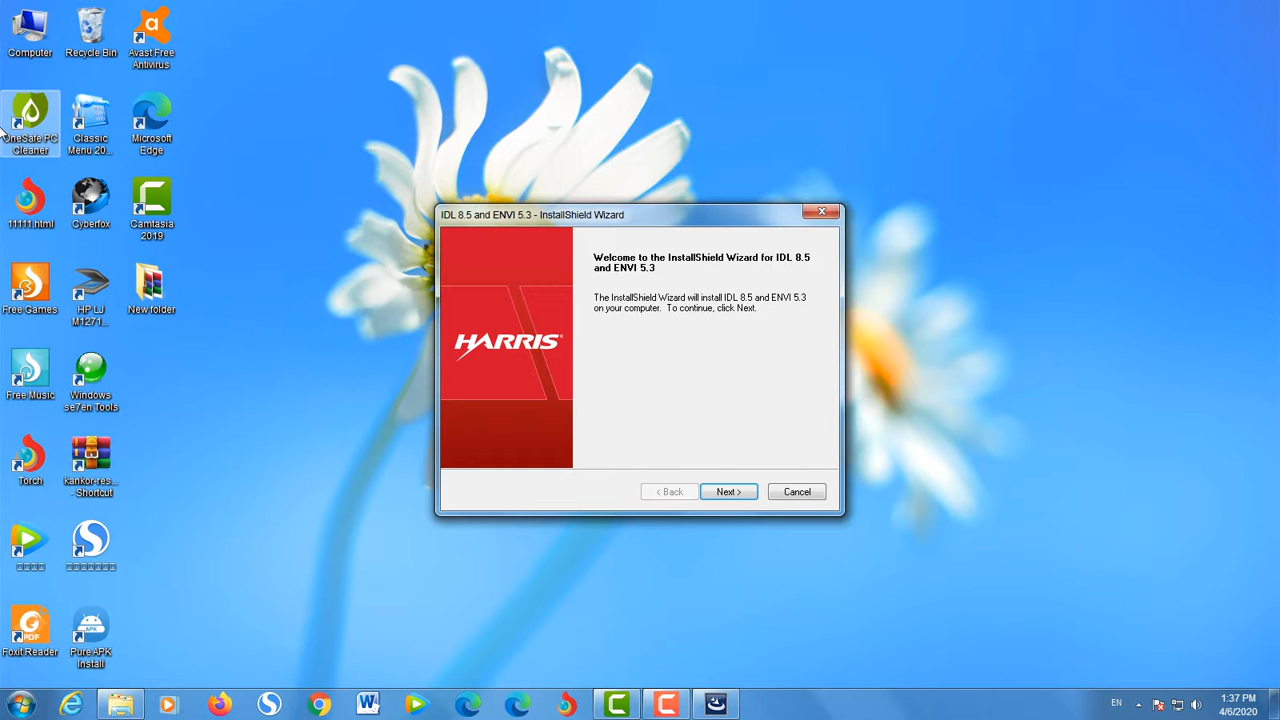 Computer
Recycle Bin
Avast Free
Antivirus
OneSafe PC
Cleaner
Classic
Menu 20...
Microsoft
Edge
11111.html
Cyberfox
Camtasia
2019
Free Games
HP LJ
M1271...
New folder
Free Music
Windows
se7en Tools
Torch
kankor-res...
- Shortcut
Foxit Reader
PDF
APK
Pure APK
Install
IDL 8.5 and ENVI 5.3 - InstallShield Wizard
HARRIS®
Welcome to the InstallShield Wizard for IDL 8.5
and ENVI 5.3
The InstallShield Wizard will install IDL 8.5 and ENVI 5.3
on your computer. To continue, click Next.
< Back
Next >
Cancel
EN
1:37 PM
4/6/2020